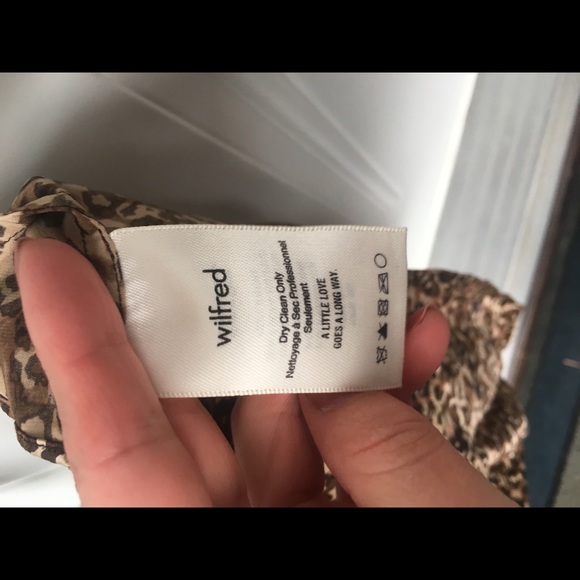 wilfred
Dry Clean Only
Nettoyage à Sec Professionnel
Seulement
A LITTLE LOVE
GOES A LONG WAY.